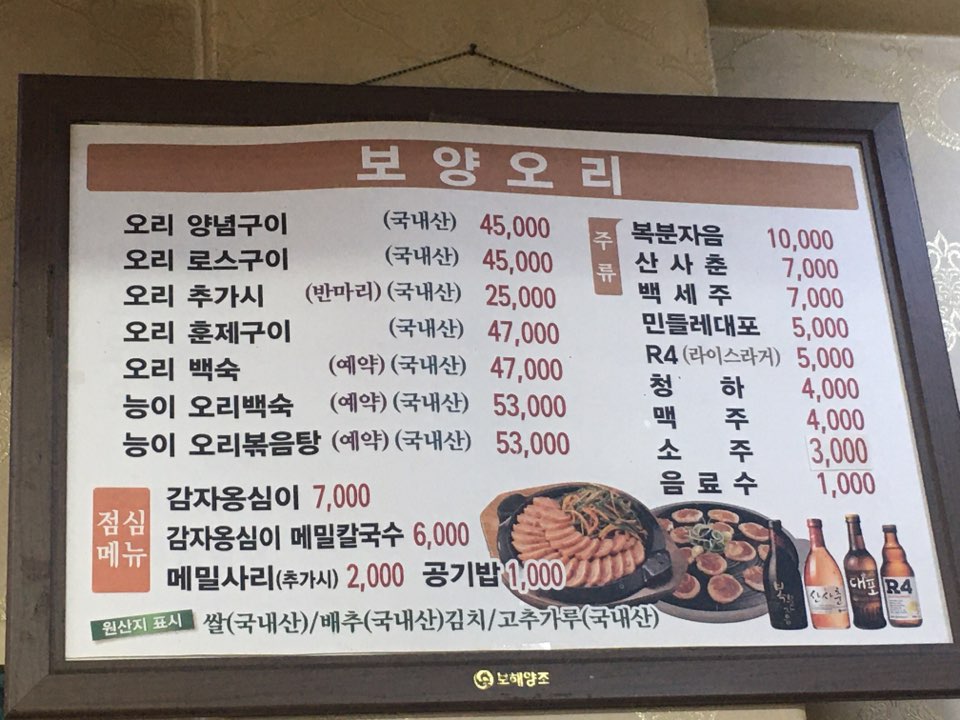 보양오리
오리 양념구이 (국내산) 45,000
오리 로스구이 (국내산) 45,000
오리 추가시 (반마리) (국내산) 25,000
오리 훈제구이 (국내산) 47,000
오리 백숙 (예약) (국내산) 47,000
능이 오리백숙 (예약) (국내산) 53,000
능이 오리볶음탕 (예약) (국내산) 53,000
주류
복분자음 10,000
산사춘 7,000
백세주 7,000
민들레대포 5,000
R4 (라이스라거) 5,000
청하 4,000
맥주 4,000
소주 3,000
음료수 1,000
점심
메뉴
감자옹심이 7,000
감자옹심이 메밀칼국수 6,000
메밀사리(추가시) 2,000 공기밥 1,000
산사춘
대포
R4
원산지 표시 쌀(국내산)/배추(국내산)김치/고추가루(국내산)
보해양조